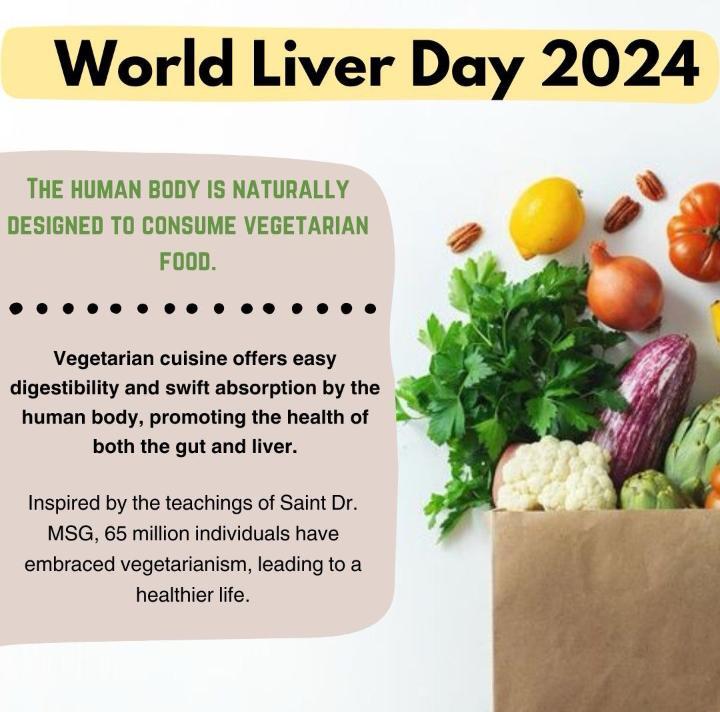 World Liver Day 2024
The human body is naturally
designed to consume vegetarian
food.
Vegetarian cuisine offers easy
digestibility and swift absorption by the
human body, promoting the health of
both the gut and liver.
Inspired by the teachings of Saint Dr.
MSG, 65 million individuals have
embraced vegetarianism, leading to a
healthier life.